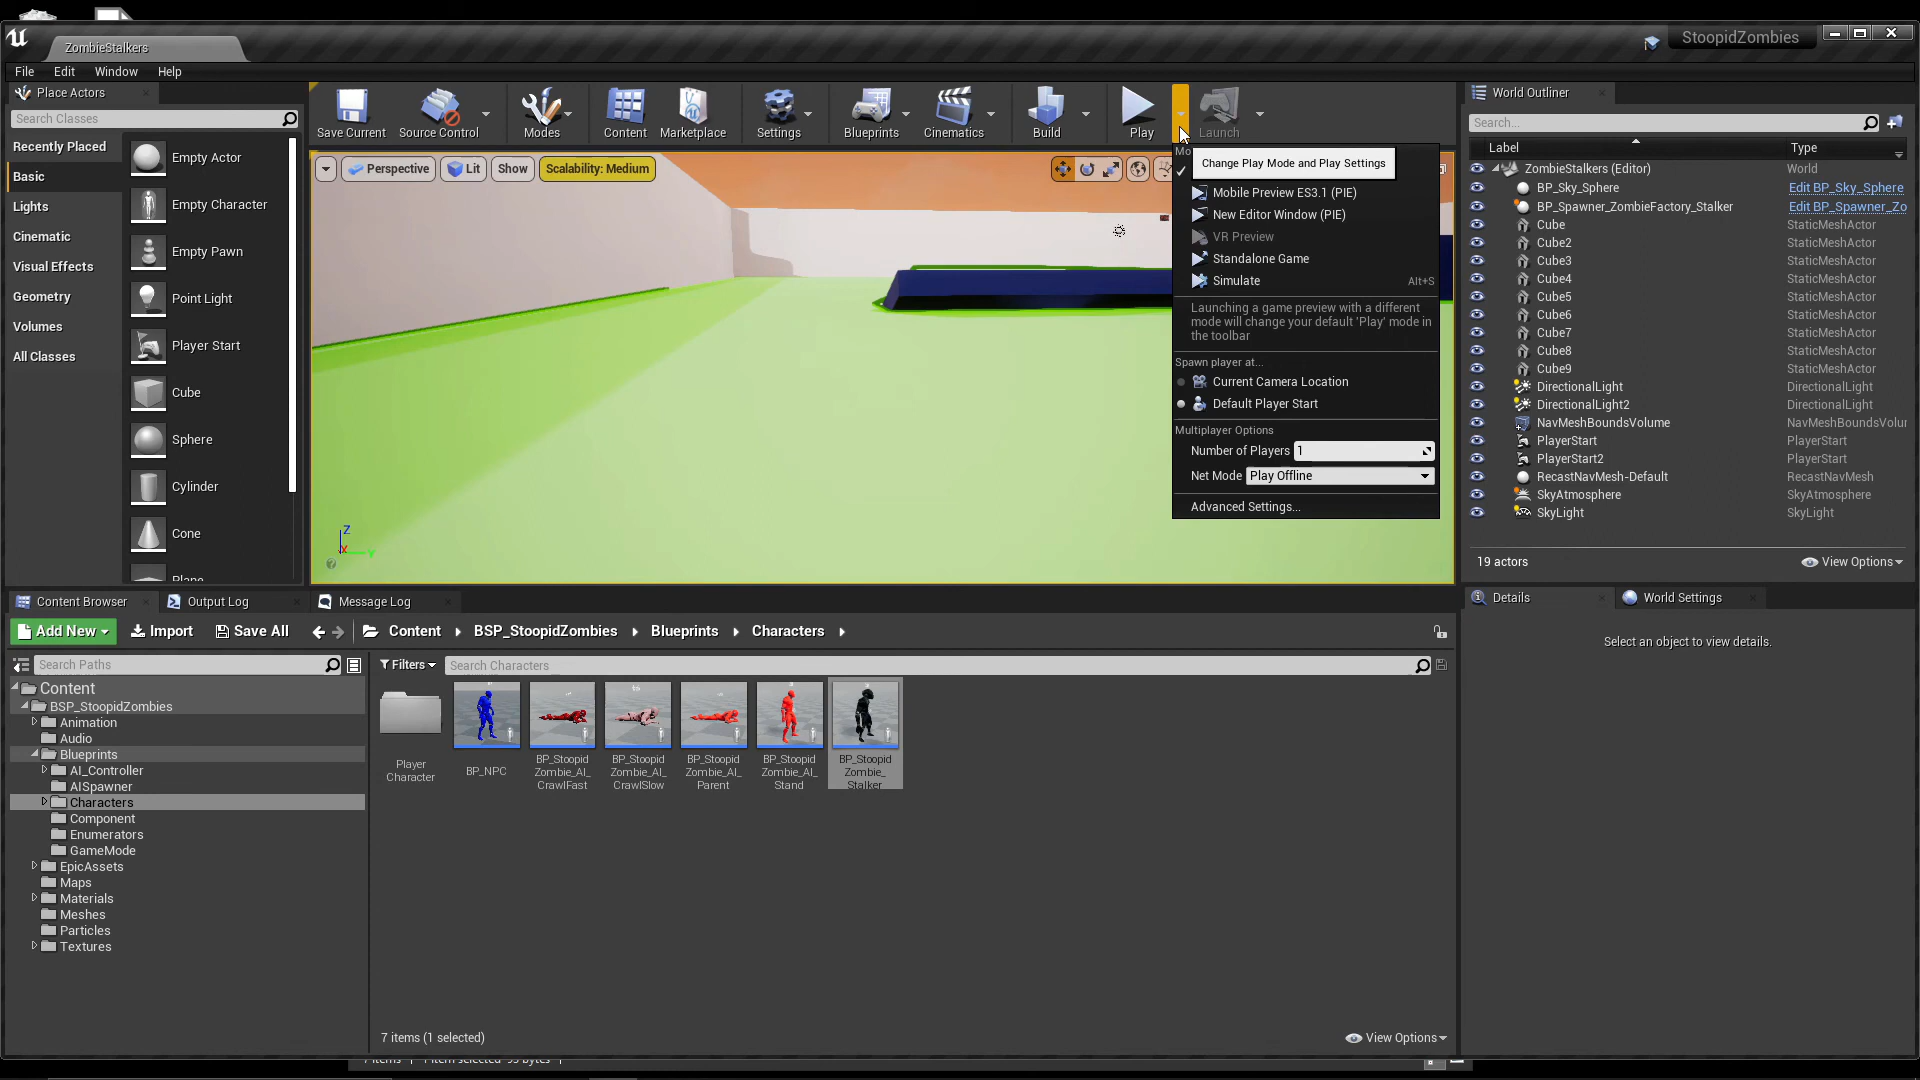 ZombieStalkers
StoopidZombies
File Edit Window Help
Place Actors
Search Classes
Recently Placed
Basic
Lights
Cinematic
Visual Effects
Geometry
Volumes
All Classes
Empty Actor
Empty Character
Empty Pawn
Point Light
Player Start
Cube
Sphere
Cylinder
Cone
Plane
Save Current
Source Control
Modes
Content
Marketplace
Settings
Blueprints
Cinematics
Build
Play
Launch
Perspective
Lit
Show
Scalability: Medium
Mo
Change Play Mode and Play Settings
Mobile Preview ES3.1 (PIE)
New Editor Window (PIE)
VR Preview
Standalone Game
Simulate Alt+S
Launching a game preview with a different
mode will change your default 'Play' mode in
the toolbar
Spawn player at...
Current Camera Location
Default Player Start
Multiplayer Options
Number of Players 1
Net Mode Play Offline
Advanced Settings...
Z
X
Y
World Outliner
Search...
Label Type
ZombieStalkers (Editor) World
BP_Sky_Sphere Edit BP_Sky_Sphere
BP_Spawner_ZombieFactory_Stalker Edit BP_Spawner_Zo
Cube StaticMeshActor
Cube2 StaticMeshActor
Cube3 StaticMeshActor
Cube4 StaticMeshActor
Cube5 StaticMeshActor
Cube6 StaticMeshActor
Cube7 StaticMeshActor
Cube8 StaticMeshActor
Cube9 StaticMeshActor
DirectionalLight DirectionalLight
DirectionalLight2 DirectionalLight
NavMeshBoundsVolume NavMeshBoundsVolu
PlayerStart PlayerStart
PlayerStart2 PlayerStart
RecastNavMesh-Default RecastNavMesh
SkyAtmosphere SkyAtmosphere
SkyLight SkyLight
19 actors View Options
Details World Settings
Select an object to view details.
Content Browser Output Log Message Log
Add New Import Save All Content BSP_StoopidZombies Blueprints Characters
Search Paths
Filters Search Characters
Content
BSP_StoopidZombies
Animation
Audio
Blueprints
AI_Controller
AISpawner
Characters
Component
Enumerators
GameMode
EpicAssets
Maps
Materials
Meshes
Particles
Textures
Player
Character
BP_NPC
BP_Stoopid
Zombie_AI_
CrawlFast
BP_Stoopid
Zombie_AI_
CrawlSlow
BP_Stoopid
Zombie_AI_
Parent
BP_Stoopid
Zombie_AI_
Stand
BP_Stoopid
Zombie_
Stalker
7 items (1 selected) View Options